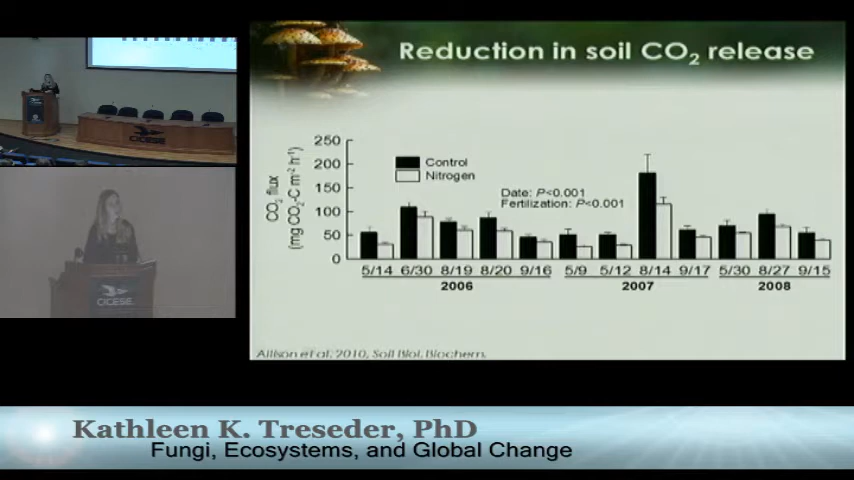 Reduction in soil CO2 release
250
200
150
100
50
0
CO2 flux
(mg CO2-C m-2 h-1)
Control
Nitrogen
Date: P<0.001
Fertilization: P<0.001
5/14 6/30 8/19 8/20 9/16 5/9 5/12 8/14 9/17 5/30 8/27 9/15
2006 2007 2008
Allison et al. 2010, Soil Biol. Biochem.
CICESE
CICESE
Kathleen K. Treseder, PhD
Fungi, Ecosystems, and Global Change